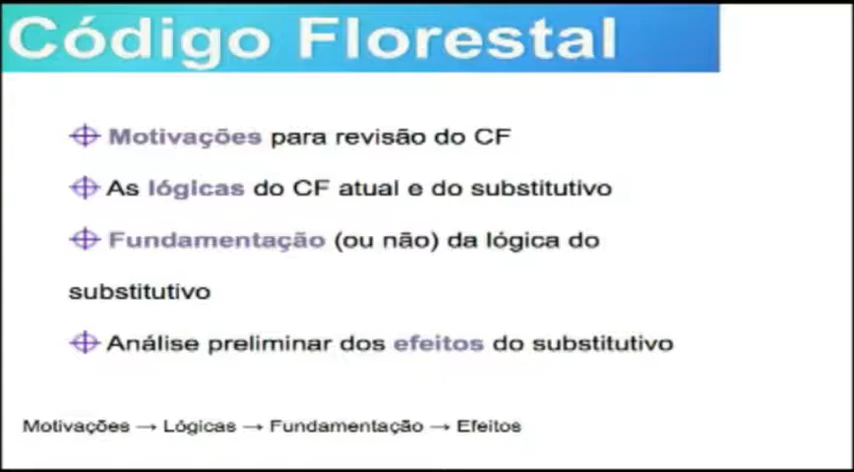 Código Florestal
Motivações para revisão do CF
As lógicas do CF atual e do substitutivo
Fundamentação (ou não) da lógica do
substitutivo
Análise preliminar dos efeitos do substitutivo
Motivações → Lógicas → Fundamentação → Efeitos